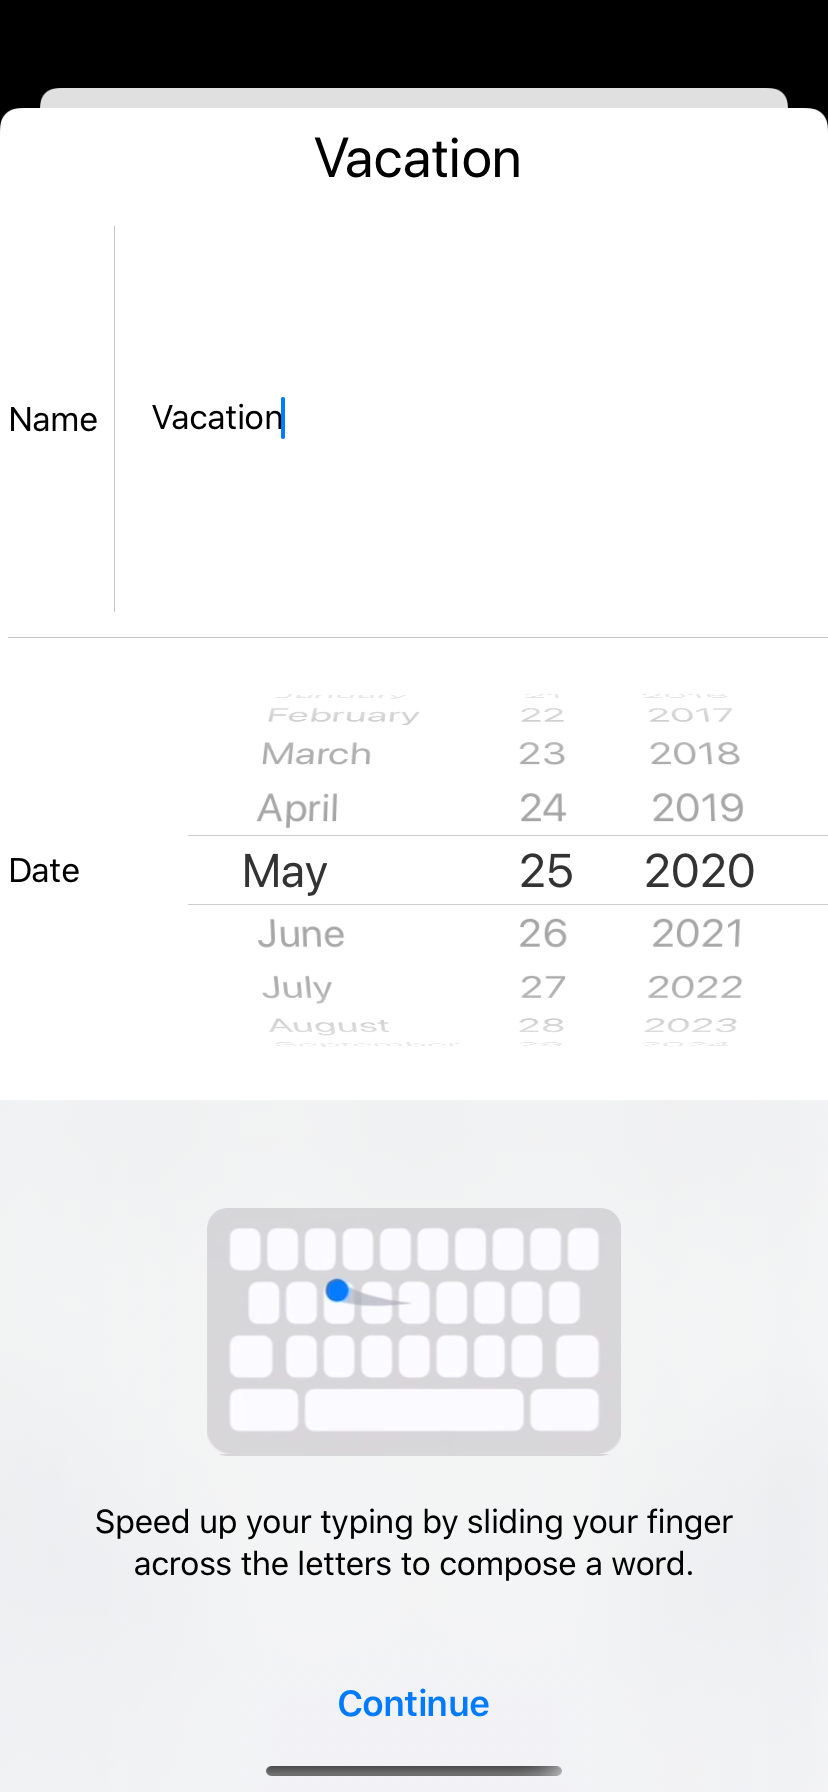 Vacation
Name
Vacation
February 22 2017
March 23 2018
April 24 2019
Date
May 25 2020
June 26 2021
July 27 2022
August 28 2023
Speed up your typing by sliding your finger
across the letters to compose a word.
Continue